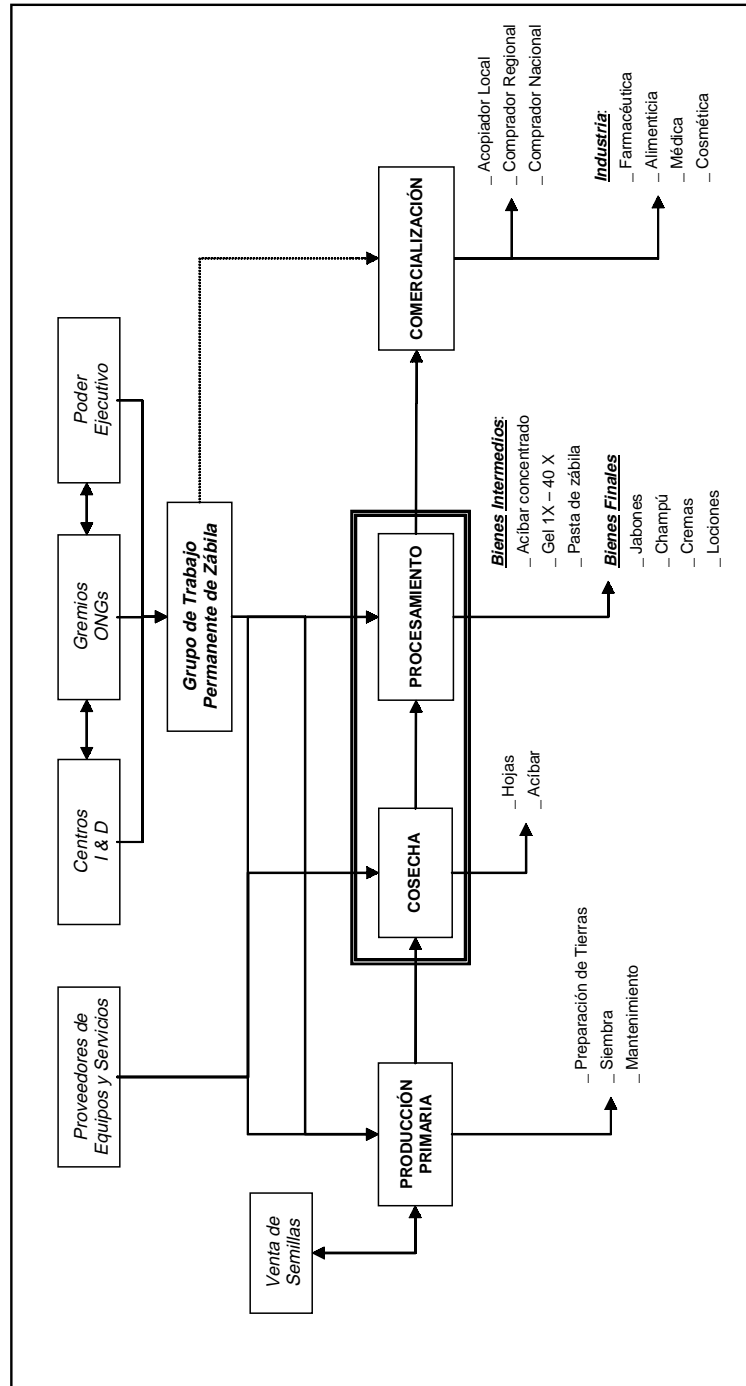 Proveedores de
Equipos y Servicios
Centros
I & D
Gremios
ONGs
Poder
Ejecutivo
Grupo de Trabajo
Permanente de Zábila
Venta de
Semillas
PRODUCCIÓN
PRIMARIA
COSECHA
PROCESAMIENTO
COMERCIALIZACIÓN
_ Preparación de Tierras
_ Siembra
_ Mantenimiento
_ Hojas
_ Acíbar
Bienes Intermedios:
_ Acíbar concentrado
_ Gel 1X – 40 X
_ Pasta de zábila
Bienes Finales
_ Jabones
_ Champú
_ Cremas
_ Lociones
_ Acopiador Local
_ Comprador Regional
_ Comprador Nacional
Industria:
_ Farmacéutica
_ Alimenticia
_ Médica
_ Cosmética